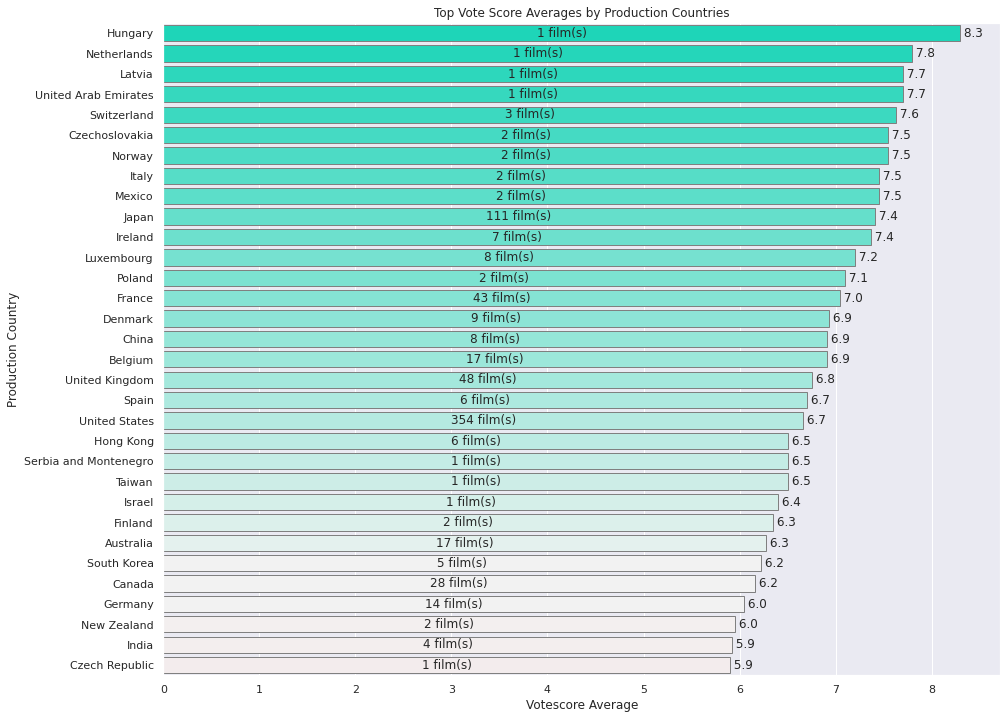 Top Vote Score Averages by Production Countries
Production Country
Hungary 1 film(s) 8.3
Netherlands 1 film(s) 7.8
Latvia 1 film(s) 7.7
United Arab Emirates 1 film(s) 7.7
Switzerland 3 film(s) 7.6
Czechoslovakia 2 film(s) 7.5
Norway 2 film(s) 7.5
Italy 2 film(s) 7.5
Mexico 2 film(s) 7.5
Japan 111 film(s) 7.4
Ireland 7 film(s) 7.4
Luxembourg 8 film(s) 7.2
Poland 2 film(s) 7.1
France 43 film(s) 7.0
Denmark 9 film(s) 6.9
China 8 film(s) 6.9
Belgium 17 film(s) 6.9
United Kingdom 48 film(s) 6.8
Spain 6 film(s) 6.7
United States 354 film(s) 6.7
Hong Kong 6 film(s) 6.5
Serbia and Montenegro 1 film(s) 6.5
Taiwan 1 film(s) 6.5
Israel 1 film(s) 6.4
Finland 2 film(s) 6.3
Australia 17 film(s) 6.3
South Korea 5 film(s) 6.2
Canada 28 film(s) 6.2
Germany 14 film(s) 6.0
New Zealand 2 film(s) 6.0
India 4 film(s) 5.9
Czech Republic 1 film(s) 5.9
0 1 2 3 4 5 6 7 8
Votescore Average